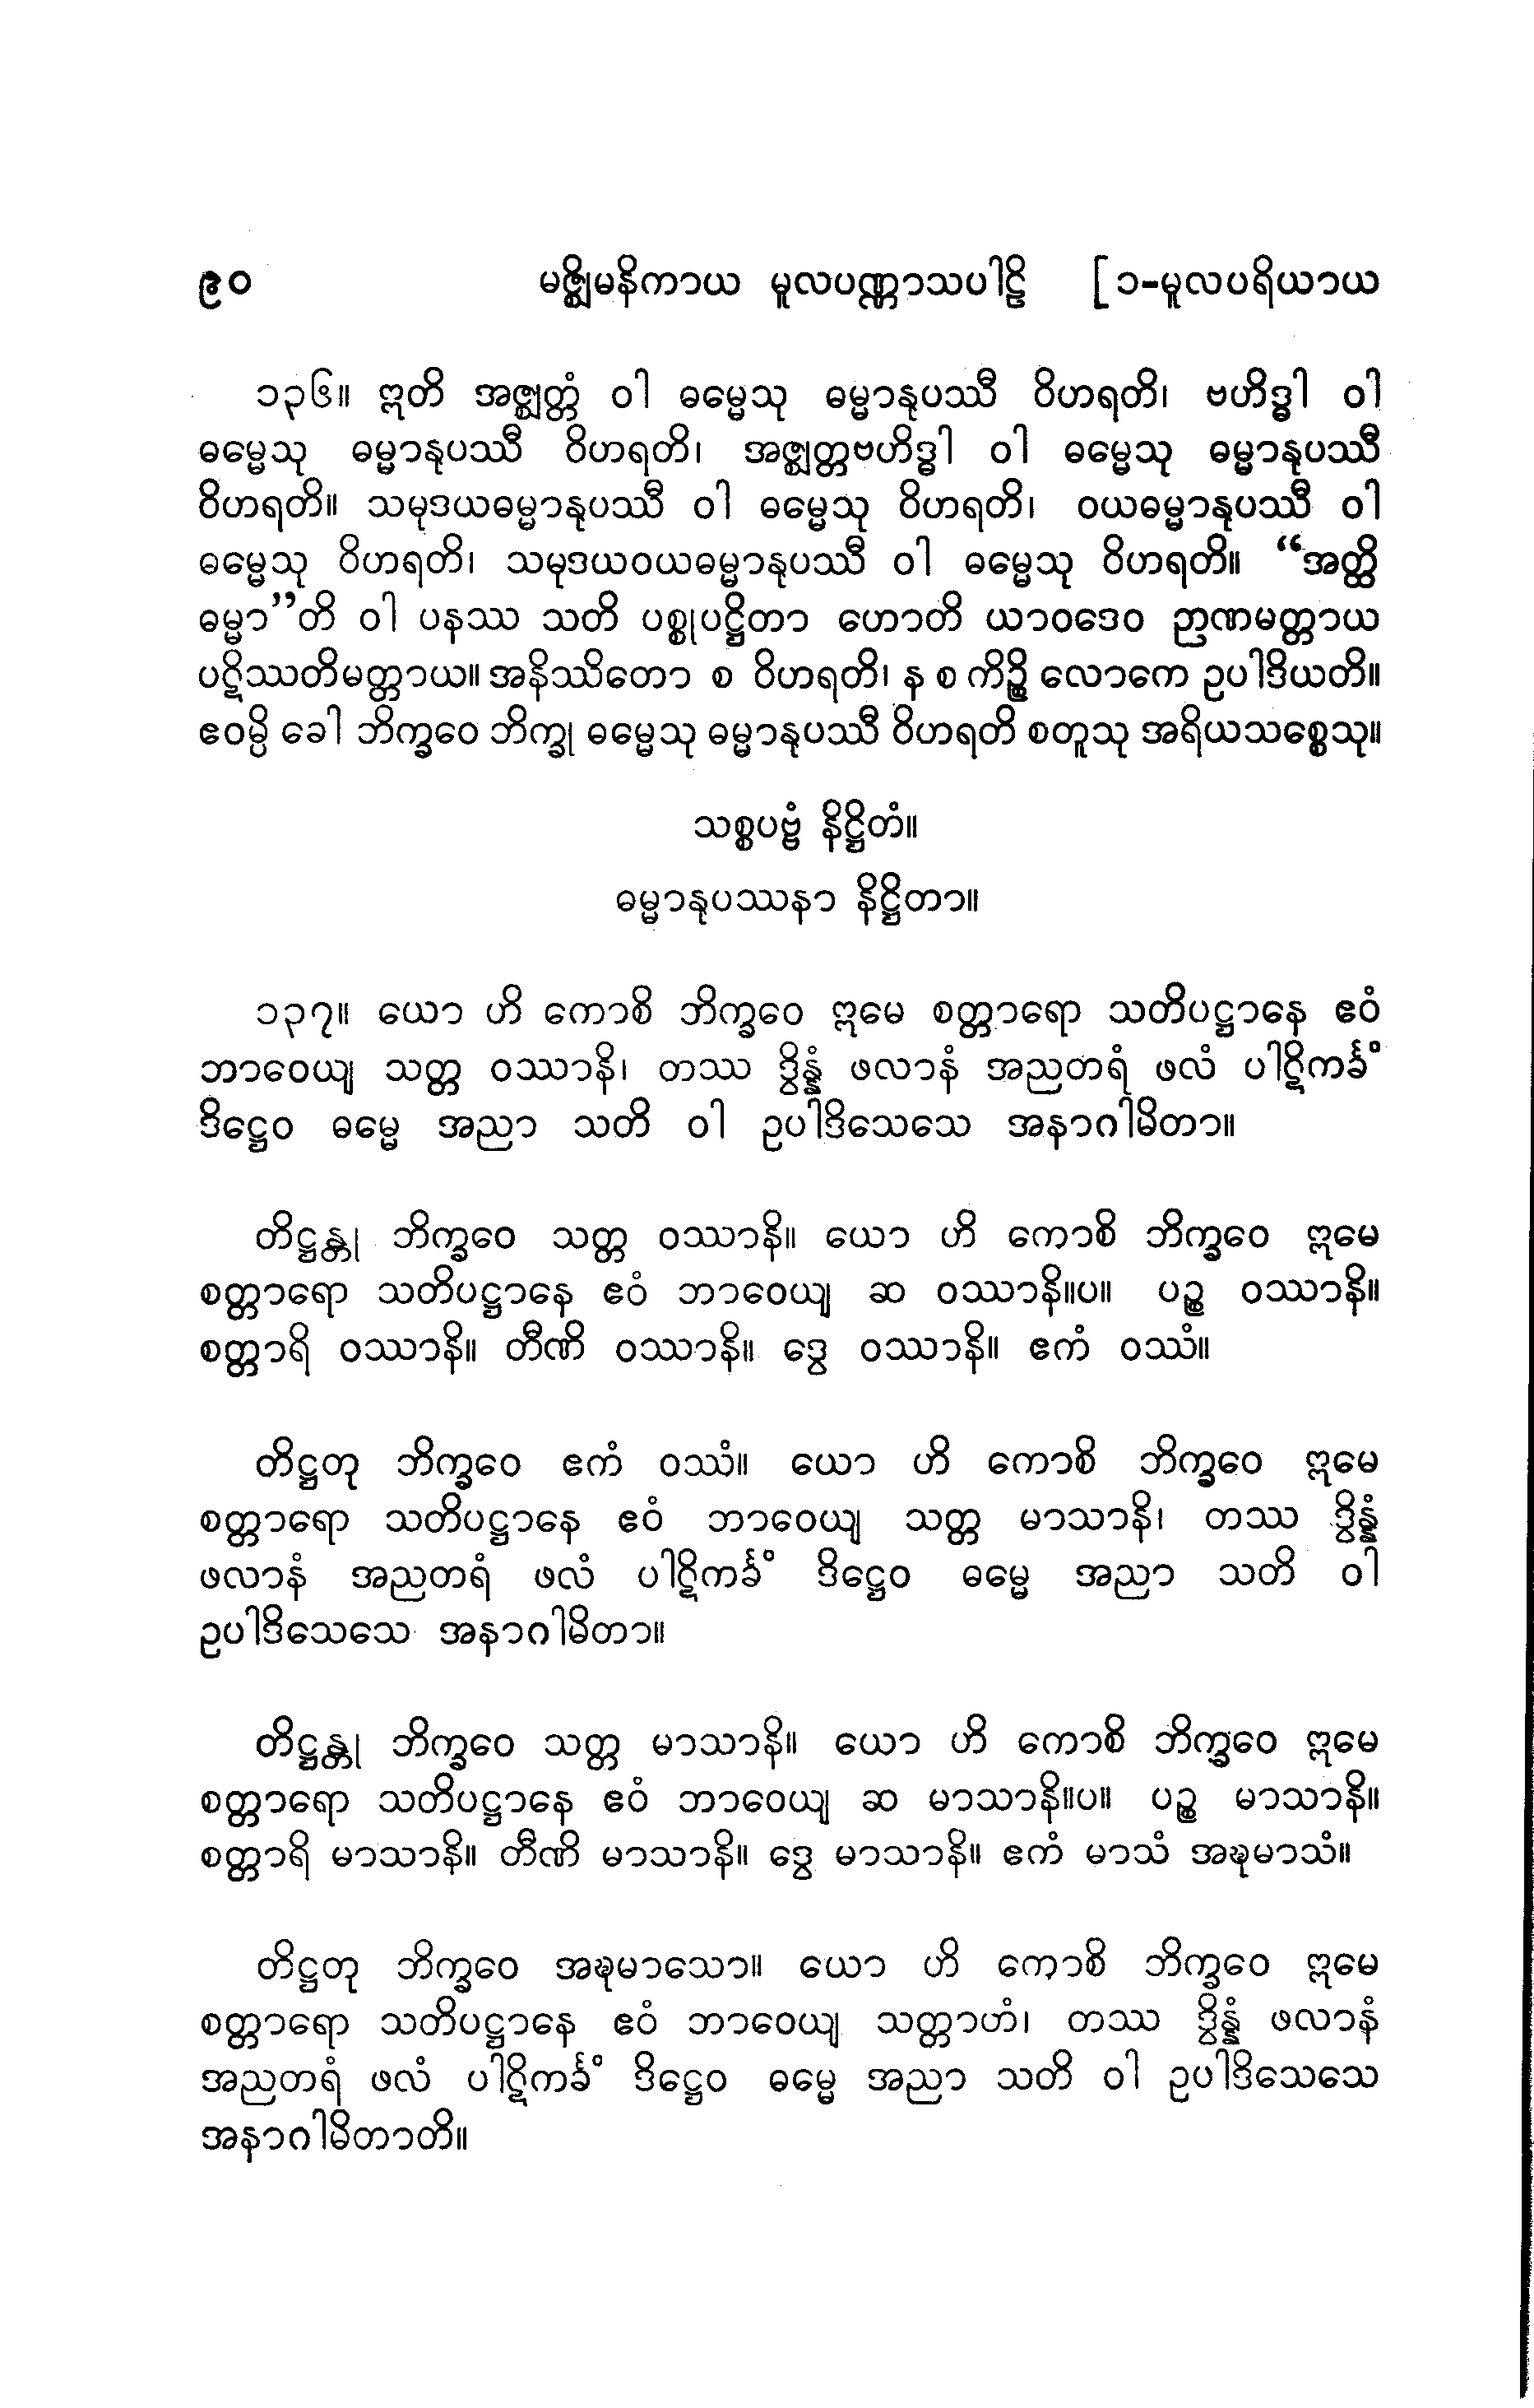 ၉၀ မဇ္ဈိမနိကာယ မူလပဏ္ဏာသပါဠိ [ ၁-မူလပရိယာယ
၁၃၆။ ဣတိ အဇ္ဈတ္တံ ဝါ ဓမ္မေသု ဓမ္မာနုပဿီ ဝိဟရတိ၊ ဗဟိဒ္ဓါ ဝါ
ဓမ္မေသု ဓမ္မာနုပဿီ ဝိဟရတိ၊ အဇ္ဈတ္တဗဟိဒ္ဓါ ဝါ ဓမ္မေသု ဓမ္မာနုပဿီ
ဝိဟရတိ။ သမုဒယဓမ္မာနုပဿီ ဝါ ဓမ္မေသု ဝိဟရတိ၊ ဝယဓမ္မာနုပဿီ ဝါ
ဓမ္မေသု ဝိဟရတိ၊ သမုဒယဝယဓမ္မာနုပဿီ ဝါ ဓမ္မေသု ဝိဟရတိ။ “အတ္ထိ
ဓမ္မာ”တိ ဝါ ပနဿ သတိ ပစ္စုပဋ္ဌိတာ ဟောတိ ယာဝဒေဝ ဉာဏမတ္တာယ
ပဋိဿတိမတ္တာယ။ အနိဿိတော စ ဝိဟရတိ၊ န စ ကိဉ္စိ လောကေ ဥပါဒိယတိ။
ဧဝမ္ပိ ခေါ ဘိက္ခဝေ ဘိက္ခု ဓမ္မေသု ဓမ္မာနုပဿီ ဝိဟရတိ စတူသု အရိယသစ္စေသု။
သစ္စပဗ္ဗံ နိဋ္ဌိတံ။
ဓမ္မာနုပဿနာ နိဋ္ဌိတာ။
၁၃၇။ ယော ဟိ ကောစိ ဘိက္ခဝေ ဣမေ စတ္တာရော သတိပဋ္ဌာနေ ဧဝံ
ဘာဝေယျ သတ္တ ဝဿာနိ၊ တဿ ဒွိန္နံ ဖလာနံ အညတရံ ဖလံ ပါဋိကင်္ခံ
ဒိဋ္ဌေဝ ဓမ္မေ အညာ သတိ ဝါ ဥပါဒိသေသေ အနာဂါမိတာ။
တိဋ္ဌန္တု ဘိက္ခဝေ သတ္တ ဝဿာနိ။ ယော ဟိ ကောစိ ဘိက္ခဝေ ဣမေ
စတ္တာရော သတိပဋ္ဌာနေ ဧဝံ ဘာဝေယျ ဆ ဝဿာနိ။ပ။ ပဉ္စ ဝဿာနိ။
စတ္တာရိ ဝဿာနိ။ တီဏိ ဝဿာနိ။ ဒွေ ဝဿာနိ။ ဧကံ ဝဿံ။
တိဋ္ဌတု ဘိက္ခဝေ ဧကံ ဝဿံ။ ယော ဟိ ကောစိ ဘိက္ခဝေ ဣမေ
စတ္တာရော သတိပဋ္ဌာနေ ဧဝံ ဘာဝေယျ သတ္တ မာသာနိ၊ တဿ ဒွိန္နံ
ဖလာနံ အညတရံ ဖလံ ပါဋိကင်္ခံ ဒိဋ္ဌေဝ ဓမ္မေ အညာ သတိ ဝါ
ဥပါဒိသေသေ အနာဂါမိတာ။
တိဋ္ဌန္တု ဘိက္ခဝေ သတ္တ မာသာနိ။ ယော ဟိ ကောစိ ဘိက္ခဝေ ဣမေ
စတ္တာရော သတိပဋ္ဌာနေ ဧဝံ ဘာဝေယျ ဆ မာသာနိ။ပ။ ပဉ္စ မာသာနိ။
စတ္တာရိ မာသာနိ။ တီဏိ မာသာနိ။ ဒွေ မာသာနိ။ ဧကံ မာသံ အဍ္ဎမာသံ။
တိဋ္ဌတု ဘိက္ခဝေ အဍ္ဎမာသော။ ယော ဟိ ကောစိ ဘိက္ခဝေ ဣမေ
စတ္တာရော သတိပဋ္ဌာနေ ဧဝံ ဘာဝေယျ သတ္တာဟံ၊ တဿ ဒွိန္နံ ဖလာနံ
အညတရံ ဖလံ ပါဋိကင်္ခံ ဒိဋ္ဌေဝ ဓမ္မေ အညာ သတိ ဝါ ဥပါဒိသေသေ
အနာဂါမိတာတိ။